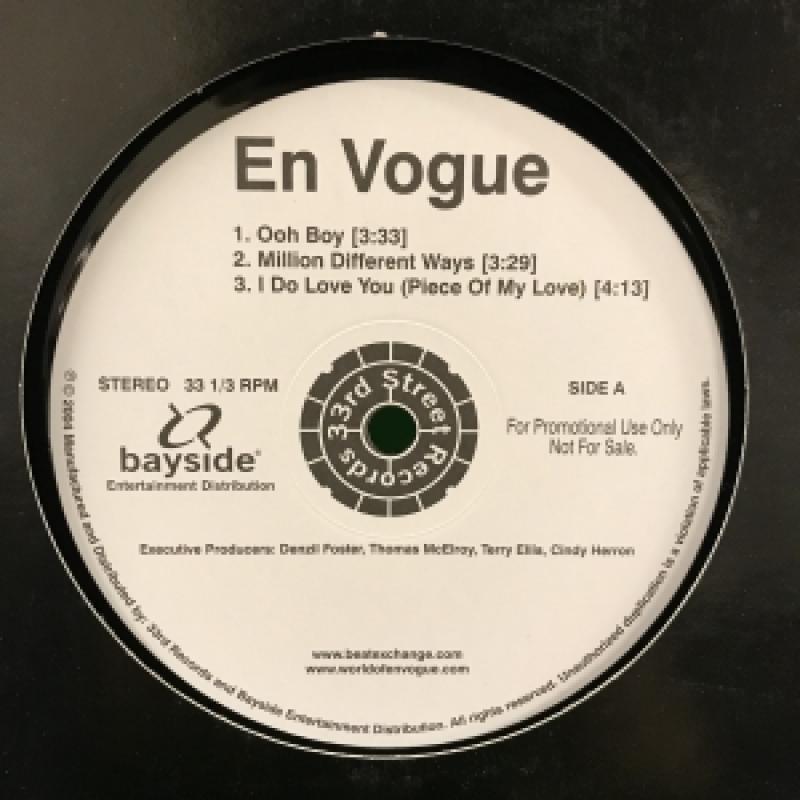 En Vogue
1. Ooh Boy [3:33]
2. Million Different Ways [3:29]
3. I Do Love You (Piece Of My Love) [4:13]
STEREO 33 1/3 RPM
bayside®
Entertainment Distribution
33rd Street Records
SIDE A
For Promotional Use Only
Not For Sale.
Executive Producers: Denzil Foster, Thomas McElroy, Terry Ellis, Cindy Herron
www.beatexchange.com
www.worldofenvogue.com
℗ © 2004 Manufactured and Distributed by: 33rd Records and Bayside Entertainment Distribution. All rights reserved. Unauthorized duplication is a violation of applicable laws.